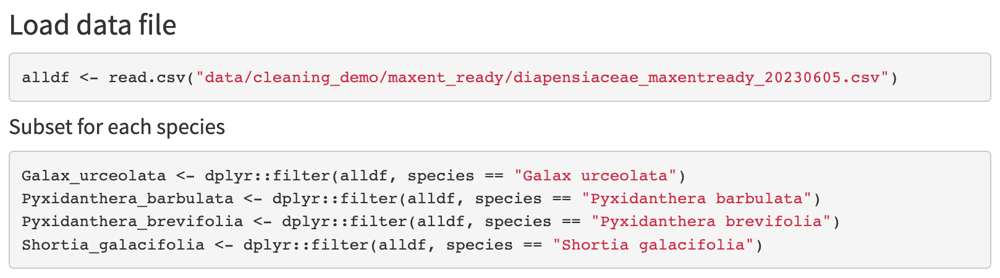 Load data file
alldf <- read.csv("data/cleaning_demo/maxent_ready/diapensiaceae_maxentready_20230605.csv")
Subset for each species
Galax_urceolata <- dplyr::filter(alldf, species == "Galax urceolata")
Pyxidanthera_barbulata <- dplyr::filter(alldf, species == "Pyxidanthera barbulata")
Pyxidanthera_brevifolia <- dplyr::filter(alldf, species == "Pyxidanthera brevifolia")
Shortia_galacifolia <- dplyr::filter(alldf, species == "Shortia galacifolia")